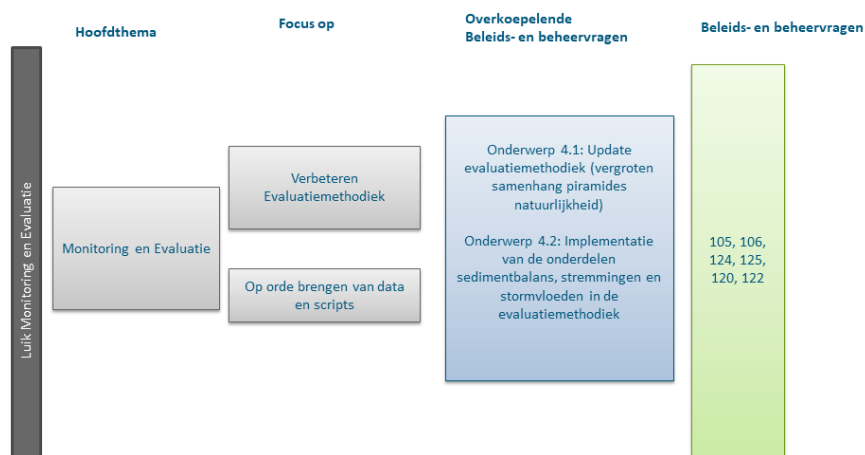 Hoofdthema
Focus op
Overkoepelende
Beleids- en beheervragen
Beleids- en beheervragen
Luik Monitoring en Evaluatie
Monitoring en Evaluatie
Verbeteren
Evaluatiemethodiek
Op orde brengen van data
en scripts
Onderwerp 4.1: Update
evaluatiemethodiek (vergroten
samenhang piramides
natuurlijkheid)
Onderwerp 4.2: Implementatie
van de onderdelen
sedimentbalans, stremmingen en
stormvloeden in de
evaluatiemethodiek
105, 106,
124, 125,
120, 122